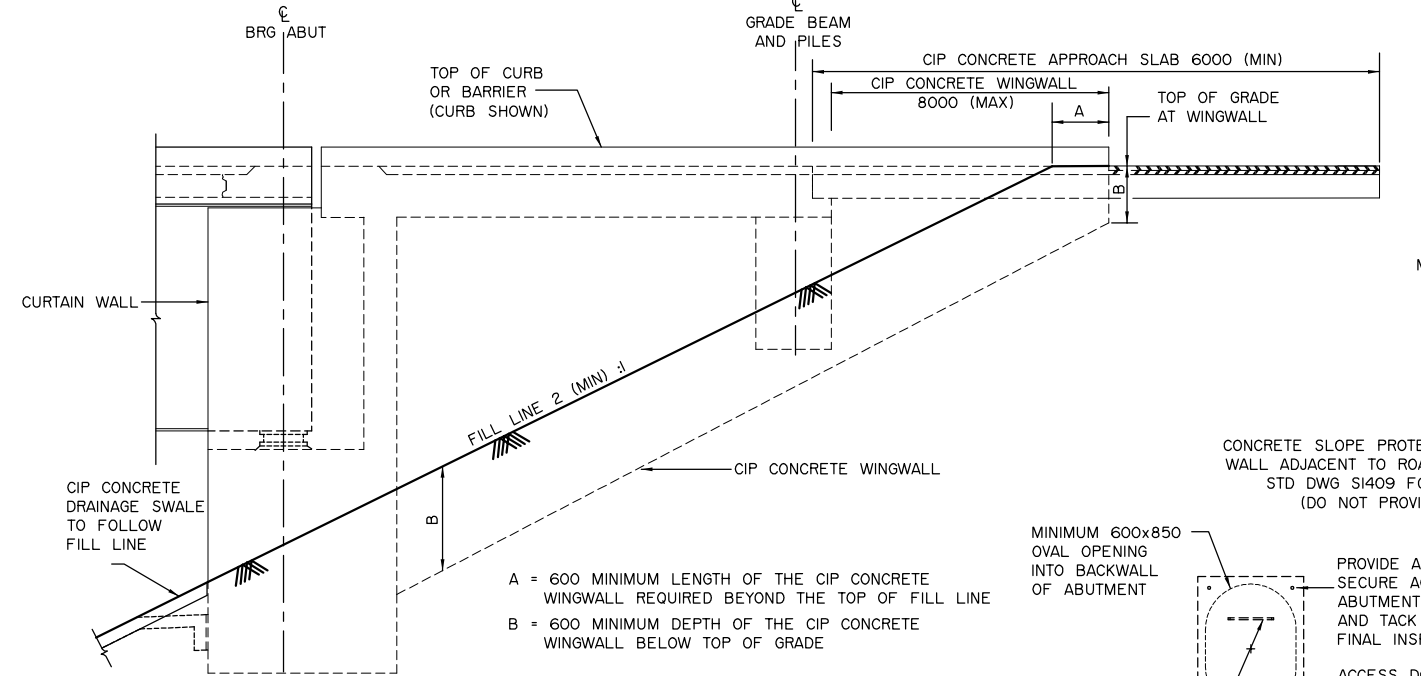 ℄
BRG ABUT
℄
GRADE BEAM
AND PILES
TOP OF CURB
OR BARRIER
(CURB SHOWN)
CIP CONCRETE APPROACH SLAB 6000 (MIN)
CIP CONCRETE WINGWALL
8000 (MAX)
A
TOP OF GRADE
AT WINGWALL
B
M
CURTAIN WALL
FILL LINE 2 (MIN) :1
CIP CONCRETE WINGWALL
B
CIP CONCRETE
DRAINAGE SWALE
TO FOLLOW
FILL LINE
A = 600 MINIMUM LENGTH OF THE CIP CONCRETE
WINGWALL REQUIRED BEYOND THE TOP OF FILL LINE
B = 600 MINIMUM DEPTH OF THE CIP CONCRETE
WINGWALL BELOW TOP OF GRADE
CONCRETE SLOPE PROTE
WALL ADJACENT TO ROA
STD DWG S1409 FO
(DO NOT PROVI
MINIMUM 600x850
OVAL OPENING
INTO BACKWALL
OF ABUTMENT
PROVIDE A
SECURE AC
ABUTMENT
AND TACK
FINAL INSP
ACCESS DO